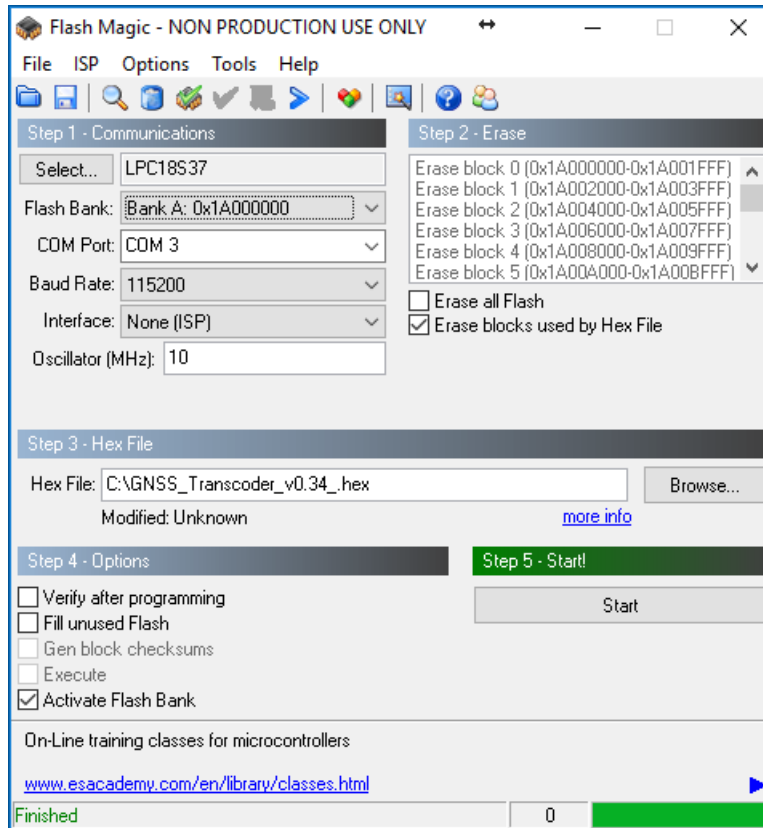 Flash Magic - NON PRODUCTION USE ONLY
File ISP Options Tools Help
Step 1 - Communications
Select... LPC18S37
Flash Bank: Bank A: 0x1A000000
COM Port: COM 3
Baud Rate: 115200
Interface: None (ISP)
Oscillator (MHz): 10
Step 2 - Erase
Erase block 0 (0x1A000000-0x1A001FFF)
Erase block 1 (0x1A002000-0x1A003FFF)
Erase block 2 (0x1A004000-0x1A005FFF)
Erase block 3 (0x1A006000-0x1A007FFF)
Erase block 4 (0x1A008000-0x1A009FFF)
Erase block 5 (0x1A00A000-0x1A00BFFF)
Erase all Flash
Erase blocks used by Hex File
Step 3 - Hex File
Hex File: C:\GNSS_Transcoder_v0.34_.hex Browse...
Modified: Unknown more info
Step 4 - Options
Verify after programming
Fill unused Flash
Gen block checksums
Execute
Activate Flash Bank
Step 5 - Start!
Start
On-Line training classes for microcontrollers
www.esacademy.com/en/library/classes.html
Finished 0